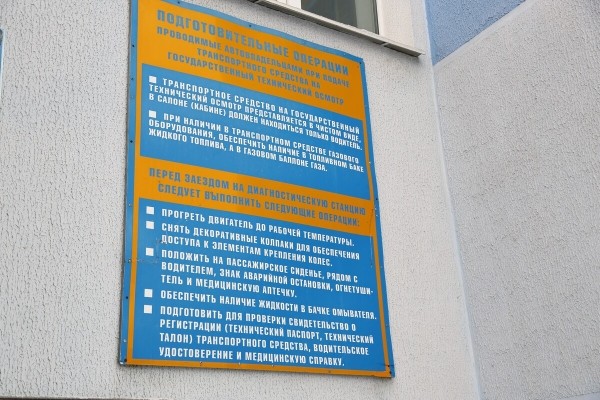 ПОДГОТОВИТЕЛЬНЫЕ ОПЕРАЦИИ
ПРОВОДИМЫЕ АВТОВЛАДЕЛЬЦАМИ ПРИ ПОДАЧЕ
ТРАНСПОРТНОГО СРЕДСТВА НА
ГОСУДАРСТВЕННЫЙ ТЕХНИЧЕСКИЙ ОСМОТР
ТРАНСПОРТНОЕ СРЕДСТВО НА ГОСУДАРСТВЕННЫЙ
ТЕХНИЧЕСКИЙ ОСМОТР ПРЕДСТАВЛЯЕТСЯ В ЧИСТОМ ВИДЕ,
В САЛОНЕ (КАБИНЕ) ДОЛЖЕН НАХОДИТЬСЯ ТОЛЬКО ВОДИТЕЛЬ.
ПРИ НАЛИЧИИ В ТРАНСПОРТНОМ СРЕДСТВЕ ГАЗОВОГО
ОБОРУДОВАНИЯ, ОБЕСПЕЧИТЬ НАЛИЧИЕ В ТОПЛИВНОМ БАКЕ
ЖИДКОГО ТОПЛИВА, А В ГАЗОВОМ БАЛЛОНЕ ГАЗА.
ПЕРЕД ЗАЕЗДОМ НА ДИАГНОСТИЧЕСКУЮ СТАНЦИЮ
СЛЕДУЕТ ВЫПОЛНИТЬ СЛЕДУЮЩИЕ ОПЕРАЦИИ:
ПРОГРЕТЬ ДВИГАТЕЛЬ ДО РАБОЧЕЙ ТЕМПЕРАТУРЫ.
СНЯТЬ ДЕКОРАТИВНЫЕ КОЛПАКИ ДЛЯ ОБЕСПЕЧЕНИЯ
ДОСТУПА К ЭЛЕМЕНТАМ КРЕПЛЕНИЯ КОЛЕС.
ПОЛОЖИТЬ НА ПАССАЖИРСКОЕ СИДЕНЬЕ, РЯДОМ С
ВОДИТЕЛЕМ, ЗНАК АВАРИЙНОЙ ОСТАНОВКИ, ОГНЕТУШИ-
ТЕЛЬ И МЕДИЦИНСКУЮ АПТЕЧКУ.
ОБЕСПЕЧИТЬ НАЛИЧИЕ ЖИДКОСТИ В БАЧКЕ ОМЫВАТЕЛЯ.
ПОДГОТОВИТЬ ДЛЯ ПРОВЕРКИ СВИДЕТЕЛЬСТВО О
РЕГИСТРАЦИИ (ТЕХНИЧЕСКИЙ ПАСПОРТ, ТЕХНИЧЕСКИЙ
ТАЛОН) ТРАНСПОРТНОГО СРЕДСТВА, ВОДИТЕЛЬСКОЕ
УДОСТОВЕРЕНИЕ И МЕДИЦИНСКУЮ СПРАВКУ.